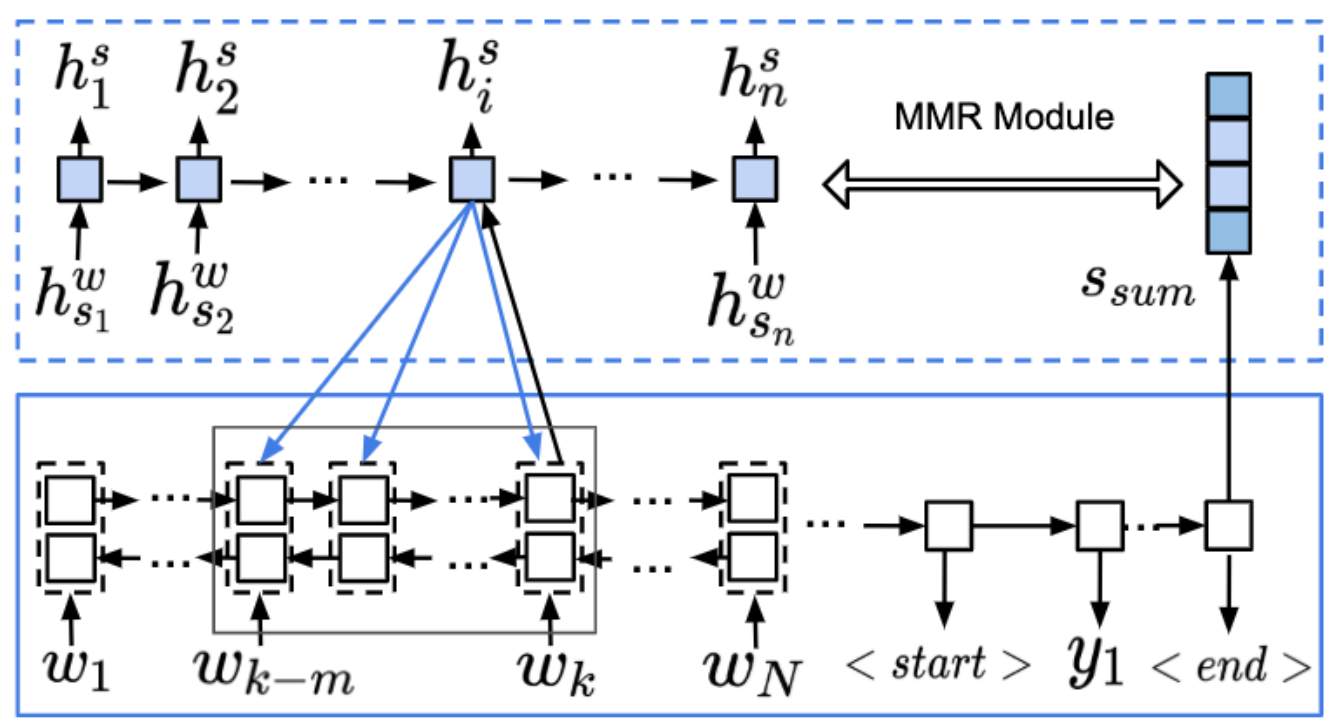 h_1^s h_2^s h_i^s h_n^s
MMR Module
... ...
h_{s_1}^w h_{s_2}^w h_{s_n}^w s_{sum}
... ... ... ... ...
... ... ...
w_1 w_{k-m} w_k w_N < start > y_1 < end >